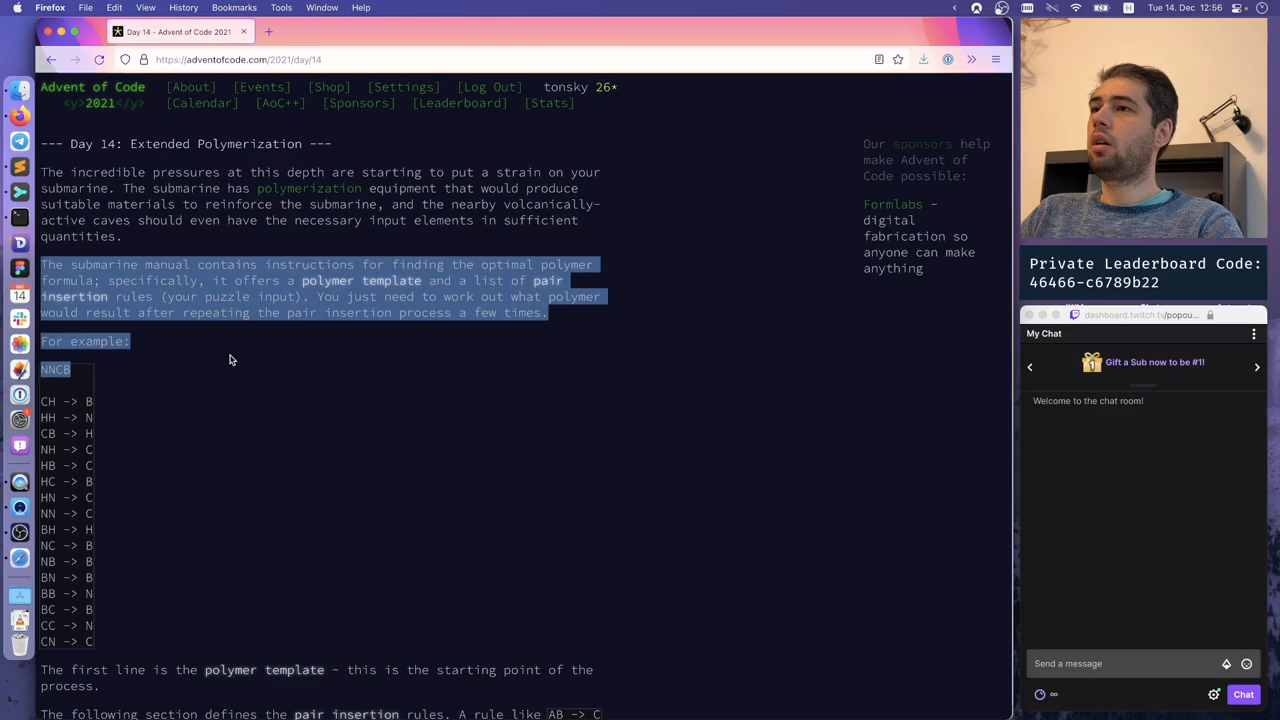 Firefox File Edit View History Bookmarks Tools Window Help
Tue 14. Dec 12:56
Day 14 - Advent of Code 2021
https://adventofcode.com/2021/day/14
Advent of Code [About] [Events] [Shop] [Settings] [Log Out] tonsky 26*
<y>2021</y> [Calendar] [AoC++] [Sponsors] [Leaderboard] [Stats]
--- Day 14: Extended Polymerization ---
The incredible pressures at this depth are starting to put a strain on your
submarine. The submarine has polymerization equipment that would produce
suitable materials to reinforce the submarine, and the nearby volcanically-
active caves should even have the necessary input elements in sufficient
quantities.
The submarine manual contains instructions for finding the optimal polymer
formula; specifically, it offers a polymer template and a list of pair
insertion rules (your puzzle input). You just need to work out what polymer
would result after repeating the pair insertion process a few times.
For example:
NNCB
CH -> B
HH -> N
CB -> H
NH -> C
HB -> C
HC -> B
HN -> C
NN -> C
BH -> H
NC -> B
NB -> B
BN -> B
BB -> N
BC -> B
CC -> N
CN -> C
The first line is the polymer template - this is the starting point of the
process.
The following section defines the pair insertion rules. A rule like AB -> C
Our sponsors help
make Advent of
Code possible:
Formlabs -
digital
fabrication so
anyone can make
anything
Private Leaderboard Code:
46466-c6789b22
dashboard.twitch.tv/popou
My Chat
Gift a Sub now to be #1!
Welcome to the chat room!
Send a message
∞
Chat